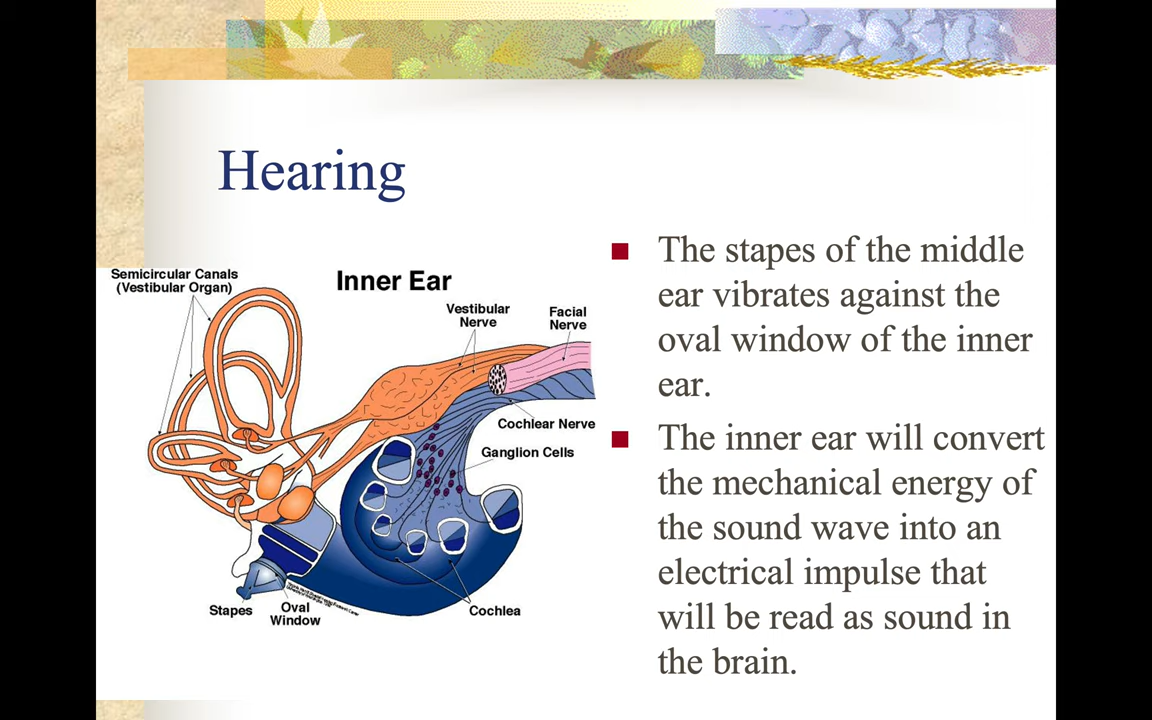 Hearing
Semicircular Canals
(Vestibular Organ)
Inner Ear
Vestibular
Nerve
Facial
Nerve
Cochlear Nerve
Ganglion Cells
Stapes
Oval
Window
Cochlea
The stapes of the middle
ear vibrates against the
oval window of the inner
ear.
The inner ear will convert
the mechanical energy of
the sound wave into an
electrical impulse that
will be read as sound in
the brain.